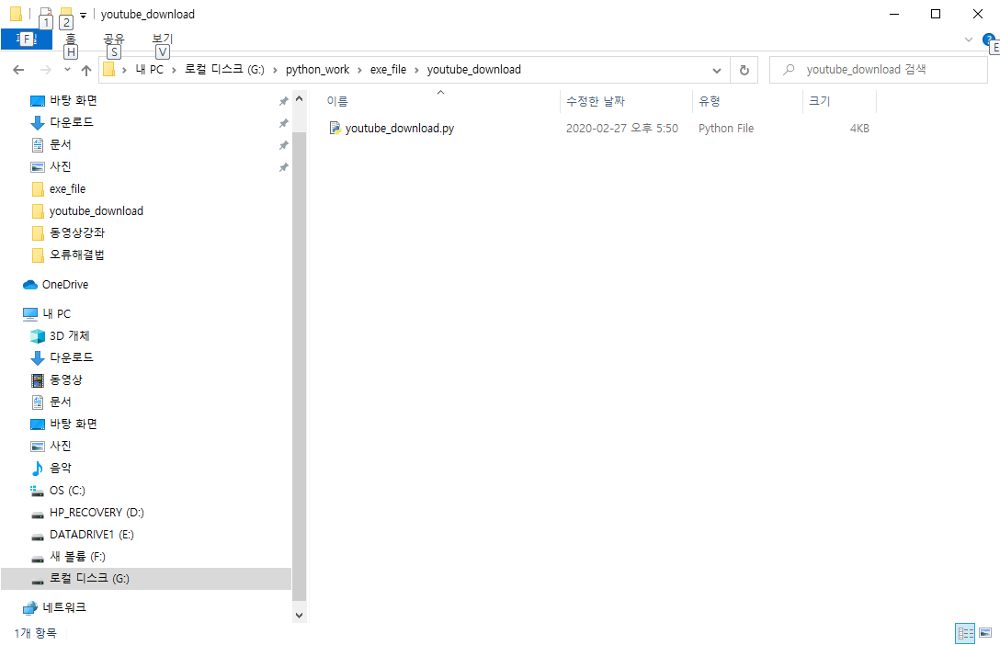 youtube_download
1 2
파일 홈 공유 보기
F H S V E
내 PC > 로컬 디스크 (G:) > python_work > exe_file > youtube_download
youtube_download 검색
이름 수정한 날짜 유형 크기
youtube_download.py 2020-02-27 오후 5:50 Python File 4KB
바탕 화면
다운로드
문서
사진
exe_file
youtube_download
동영상강좌
오류해결법
OneDrive
내 PC
3D 개체
다운로드
동영상
문서
바탕 화면
사진
음악
OS (C:)
HP_RECOVERY (D:)
DATADRIVE1 (E:)
새 볼륨 (F:)
로컬 디스크 (G:)
네트워크
1개 항목